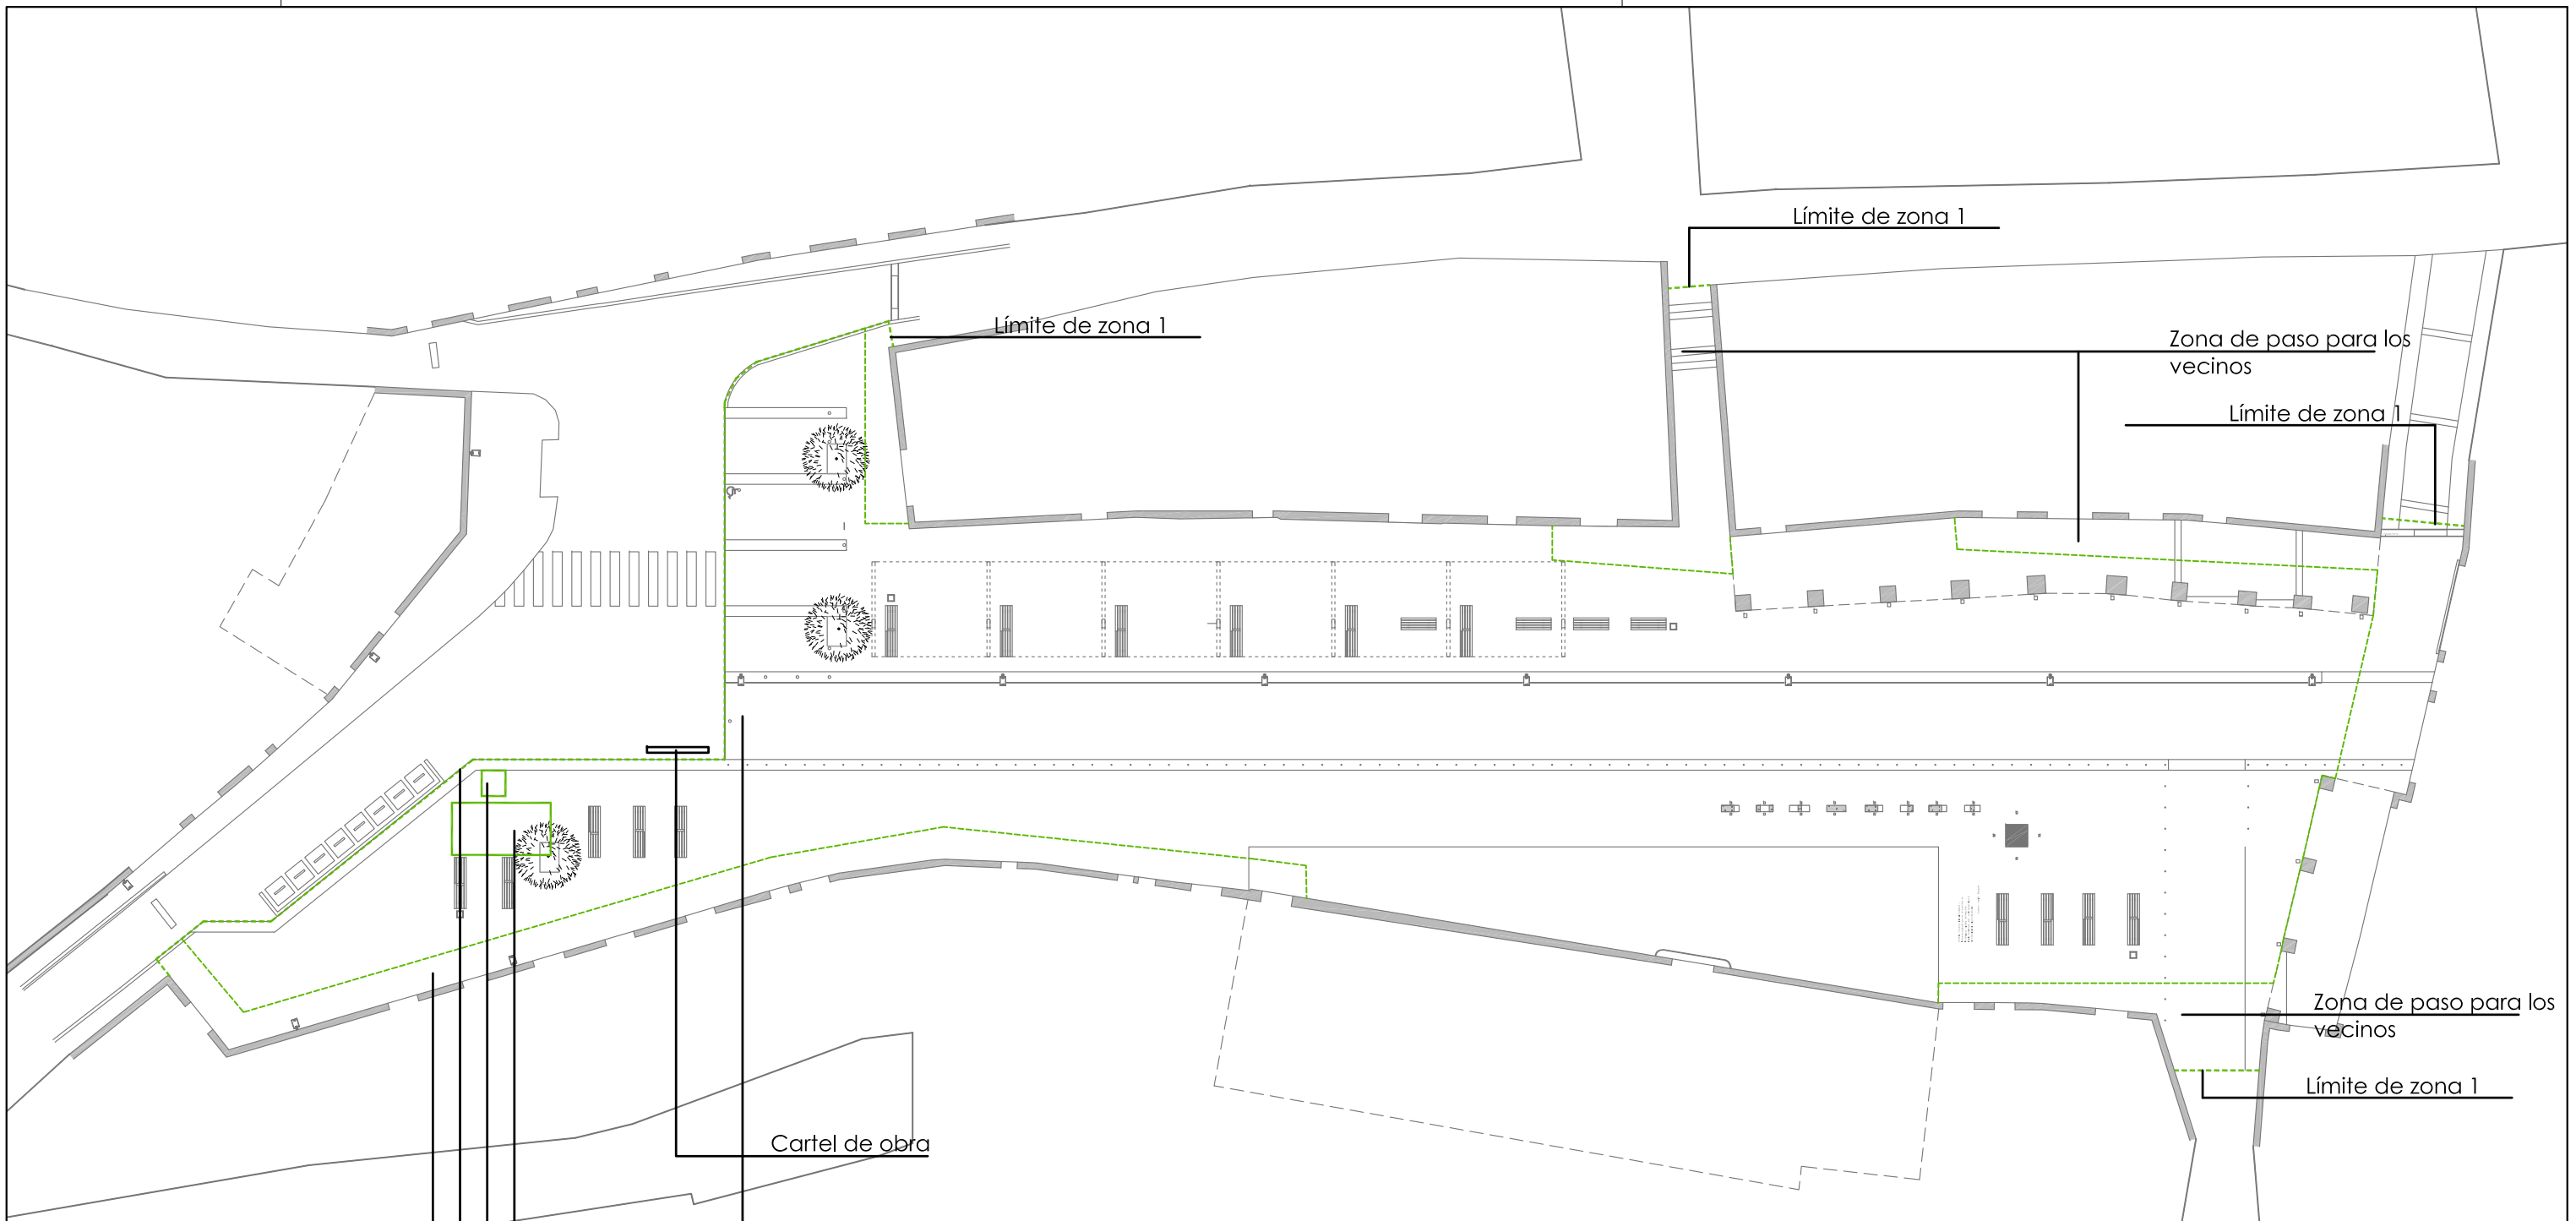 Límite de zona 1
Límite de zona 1
Zona de paso para los
vecinos
Límite de zona 1
Zona de paso para los
vecinos
Límite de zona 1
Cartel de obra